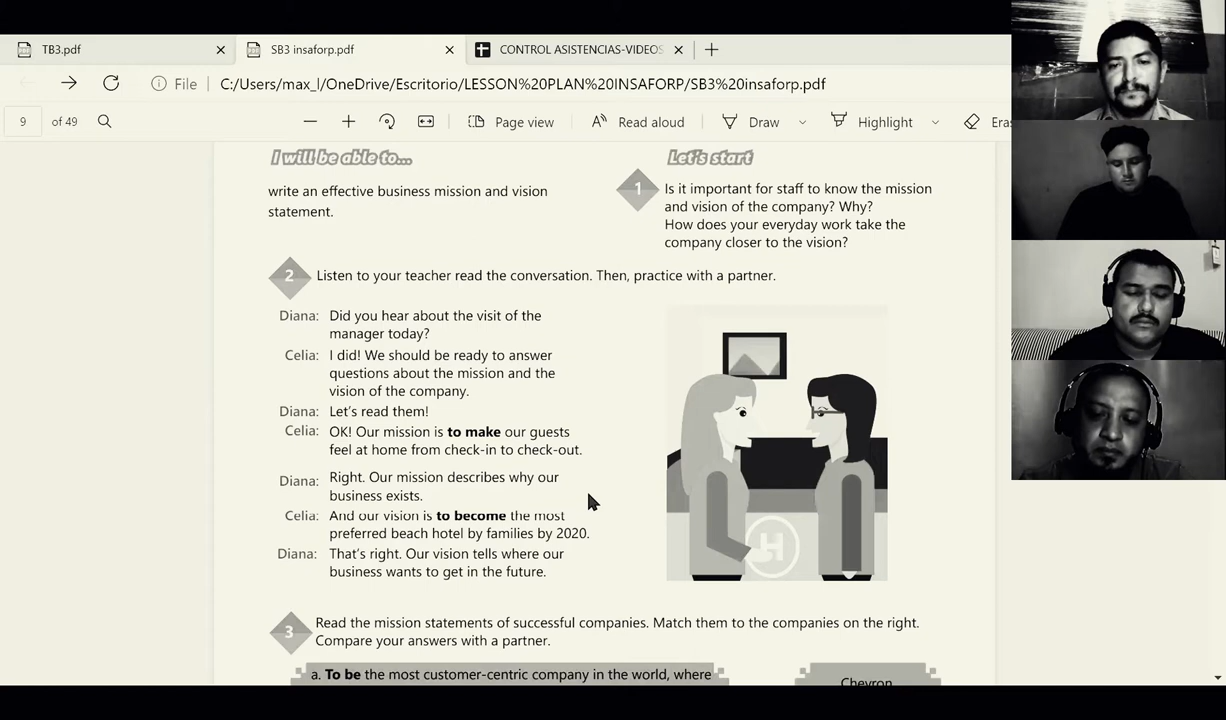 TB3.pdf
SB3 insaforp.pdf
CONTROL ASISTENCIAS-VIDEOS
File
C:/Users/max_l/OneDrive/Escritorio/LESSON%20PLAN%20INSAFORP/SB3%20insaforp.pdf
9 of 49
Page view
Read aloud
Draw
Highlight
I will be able to...
write an effective business mission and vision
statement.
Let's start
1
Is it important for staff to know the mission
and vision of the company? Why?
How does your everyday work take the
company closer to the vision?
2
Listen to your teacher read the conversation. Then, practice with a partner.
Diana: Did you hear about the visit of the
manager today?
Celia: I did! We should be ready to answer
questions about the mission and the
vision of the company.
Diana: Let's read them!
Celia: OK! Our mission is to make our guests
feel at home from check-in to check-out.
Diana: Right. Our mission describes why our
business exists.
Celia: And our vision is to become the most
preferred beach hotel by families by 2020.
Diana: That's right. Our vision tells where our
business wants to get in the future.
H
3
Read the mission statements of successful companies. Match them to the companies on the right.
Compare your answers with a partner.
a. To be the most customer-centric company in the world, where
Chevron